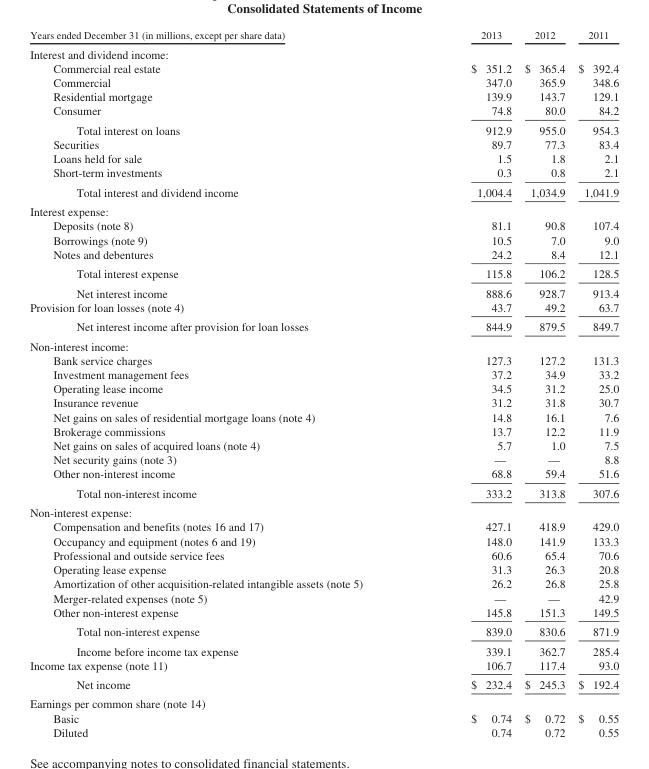 Consolidated Statements of Income
Years ended December 31 (in millions, except per share data) 2013 2012 2011
Interest and dividend income:
Commercial real estate $ 351.2 $ 365.4 $ 392.4
Commercial 347.0 365.9 348.6
Residential mortgage 139.9 143.7 129.1
Consumer 74.8 80.0 84.2
Total interest on loans 912.9 955.0 954.3
Securities 89.7 77.3 83.4
Loans held for sale 1.5 1.8 2.1
Short-term investments 0.3 0.8 2.1
Total interest and dividend income 1,004.4 1,034.9 1,041.9
Interest expense:
Deposits (note 8) 81.1 90.8 107.4
Borrowings (note 9) 10.5 7.0 9.0
Notes and debentures 24.2 8.4 12.1
Total interest expense 115.8 106.2 128.5
Net interest income 888.6 928.7 913.4
Provision for loan losses (note 4) 43.7 49.2 63.7
Net interest income after provision for loan losses 844.9 879.5 849.7
Non-interest income:
Bank service charges 127.3 127.2 131.3
Investment management fees 37.2 34.9 33.2
Operating lease income 34.5 31.2 25.0
Insurance revenue 31.2 31.8 30.7
Net gains on sales of residential mortgage loans (note 4) 14.8 16.1 7.6
Brokerage commissions 13.7 12.2 11.9
Net gains on sales of acquired loans (note 4) 5.7 1.0 7.5
Net security gains (note 3) — — 8.8
Other non-interest income 68.8 59.4 51.6
Total non-interest income 333.2 313.8 307.6
Non-interest expense:
Compensation and benefits (notes 16 and 17) 427.1 418.9 429.0
Occupancy and equipment (notes 6 and 19) 148.0 141.9 133.3
Professional and outside service fees 60.6 65.4 70.6
Operating lease expense 31.3 26.3 20.8
Amortization of other acquisition-related intangible assets (note 5) 26.2 26.8 25.8
Merger-related expenses (note 5) — — 42.9
Other non-interest expense 145.8 151.3 149.5
Total non-interest expense 839.0 830.6 871.9
Income before income tax expense 339.1 362.7 285.4
Income tax expense (note 11) 106.7 117.4 93.0
Net income $ 232.4 $ 245.3 $ 192.4
Earnings per common share (note 14)
Basic $ 0.74 $ 0.72 $ 0.55
Diluted 0.74 0.72 0.55
See accompanying notes to consolidated financial statements.